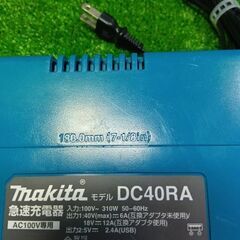 190.0mm (7-1/8in)
makita モデル DC40RA
急速充電器
AC100V専用
入力:100V⎓ 310W 50-60Hz
出力1:40V(max)⎓6A(互換アダプタ未使用)/
18V⎓12A(互換アダプタ使用)
出力2:5V⎓2.4A(USB)